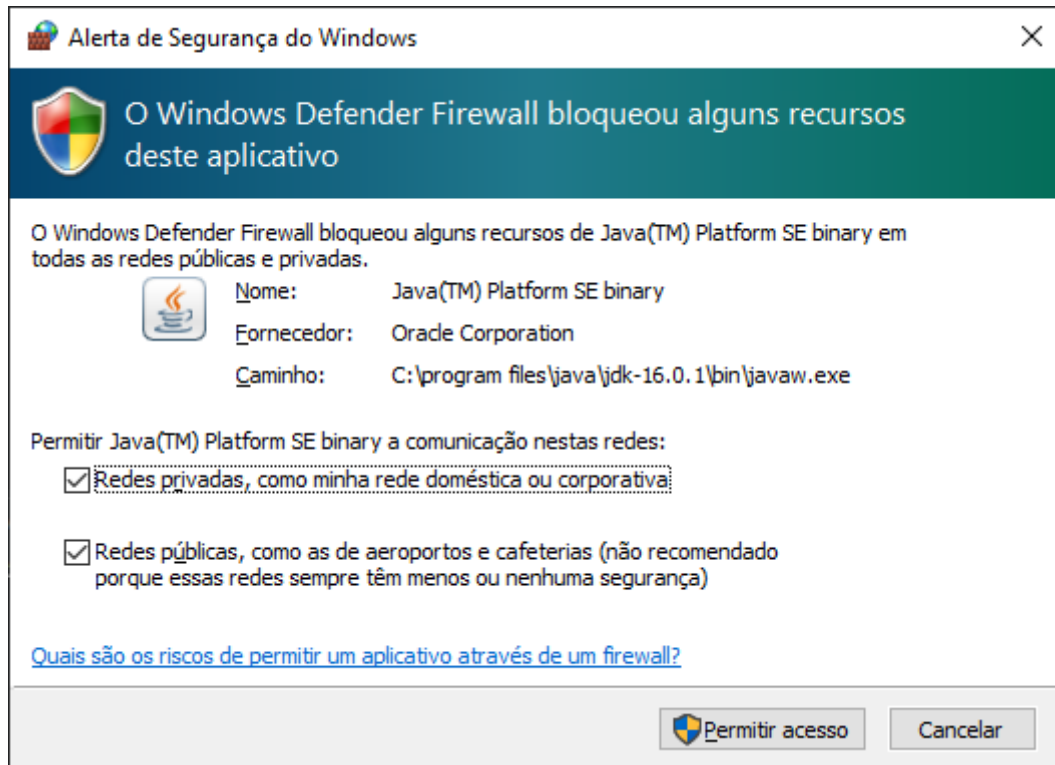 Alerta de Segurança do Windows
O Windows Defender Firewall bloqueou alguns recursos
deste aplicativo
O Windows Defender Firewall bloqueou alguns recursos de Java(TM) Platform SE binary em
todas as redes públicas e privadas.
Nome: Java(TM) Platform SE binary
Fornecedor: Oracle Corporation
Caminho: C:\program files\java\jdk-16.0.1\bin\javaw.exe
Permitir Java(TM) Platform SE binary a comunicação nestas redes:
Redes privadas, como minha rede doméstica ou corporativa
Redes públicas, como as de aeroportos e cafeterias (não recomendado
porque essas redes sempre têm menos ou nenhuma segurança)
Quais são os riscos de permitir um aplicativo através de um firewall?
Permitir acesso Cancelar